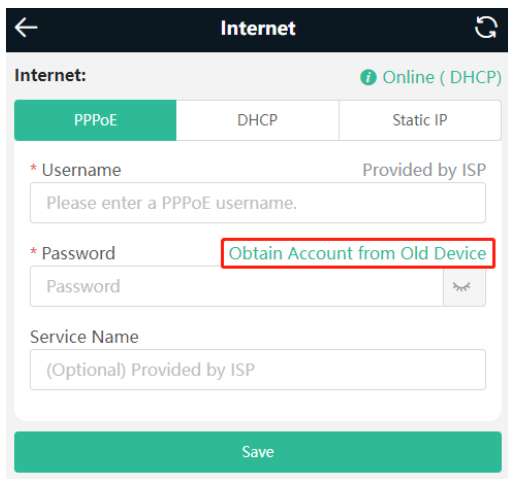 Internet
Internet: Online ( DHCP)
PPPoE DHCP Static IP
* Username Provided by ISP
Please enter a PPPoE username.
* Password Obtain Account from Old Device
Password
Service Name
(Optional) Provided by ISP
Save